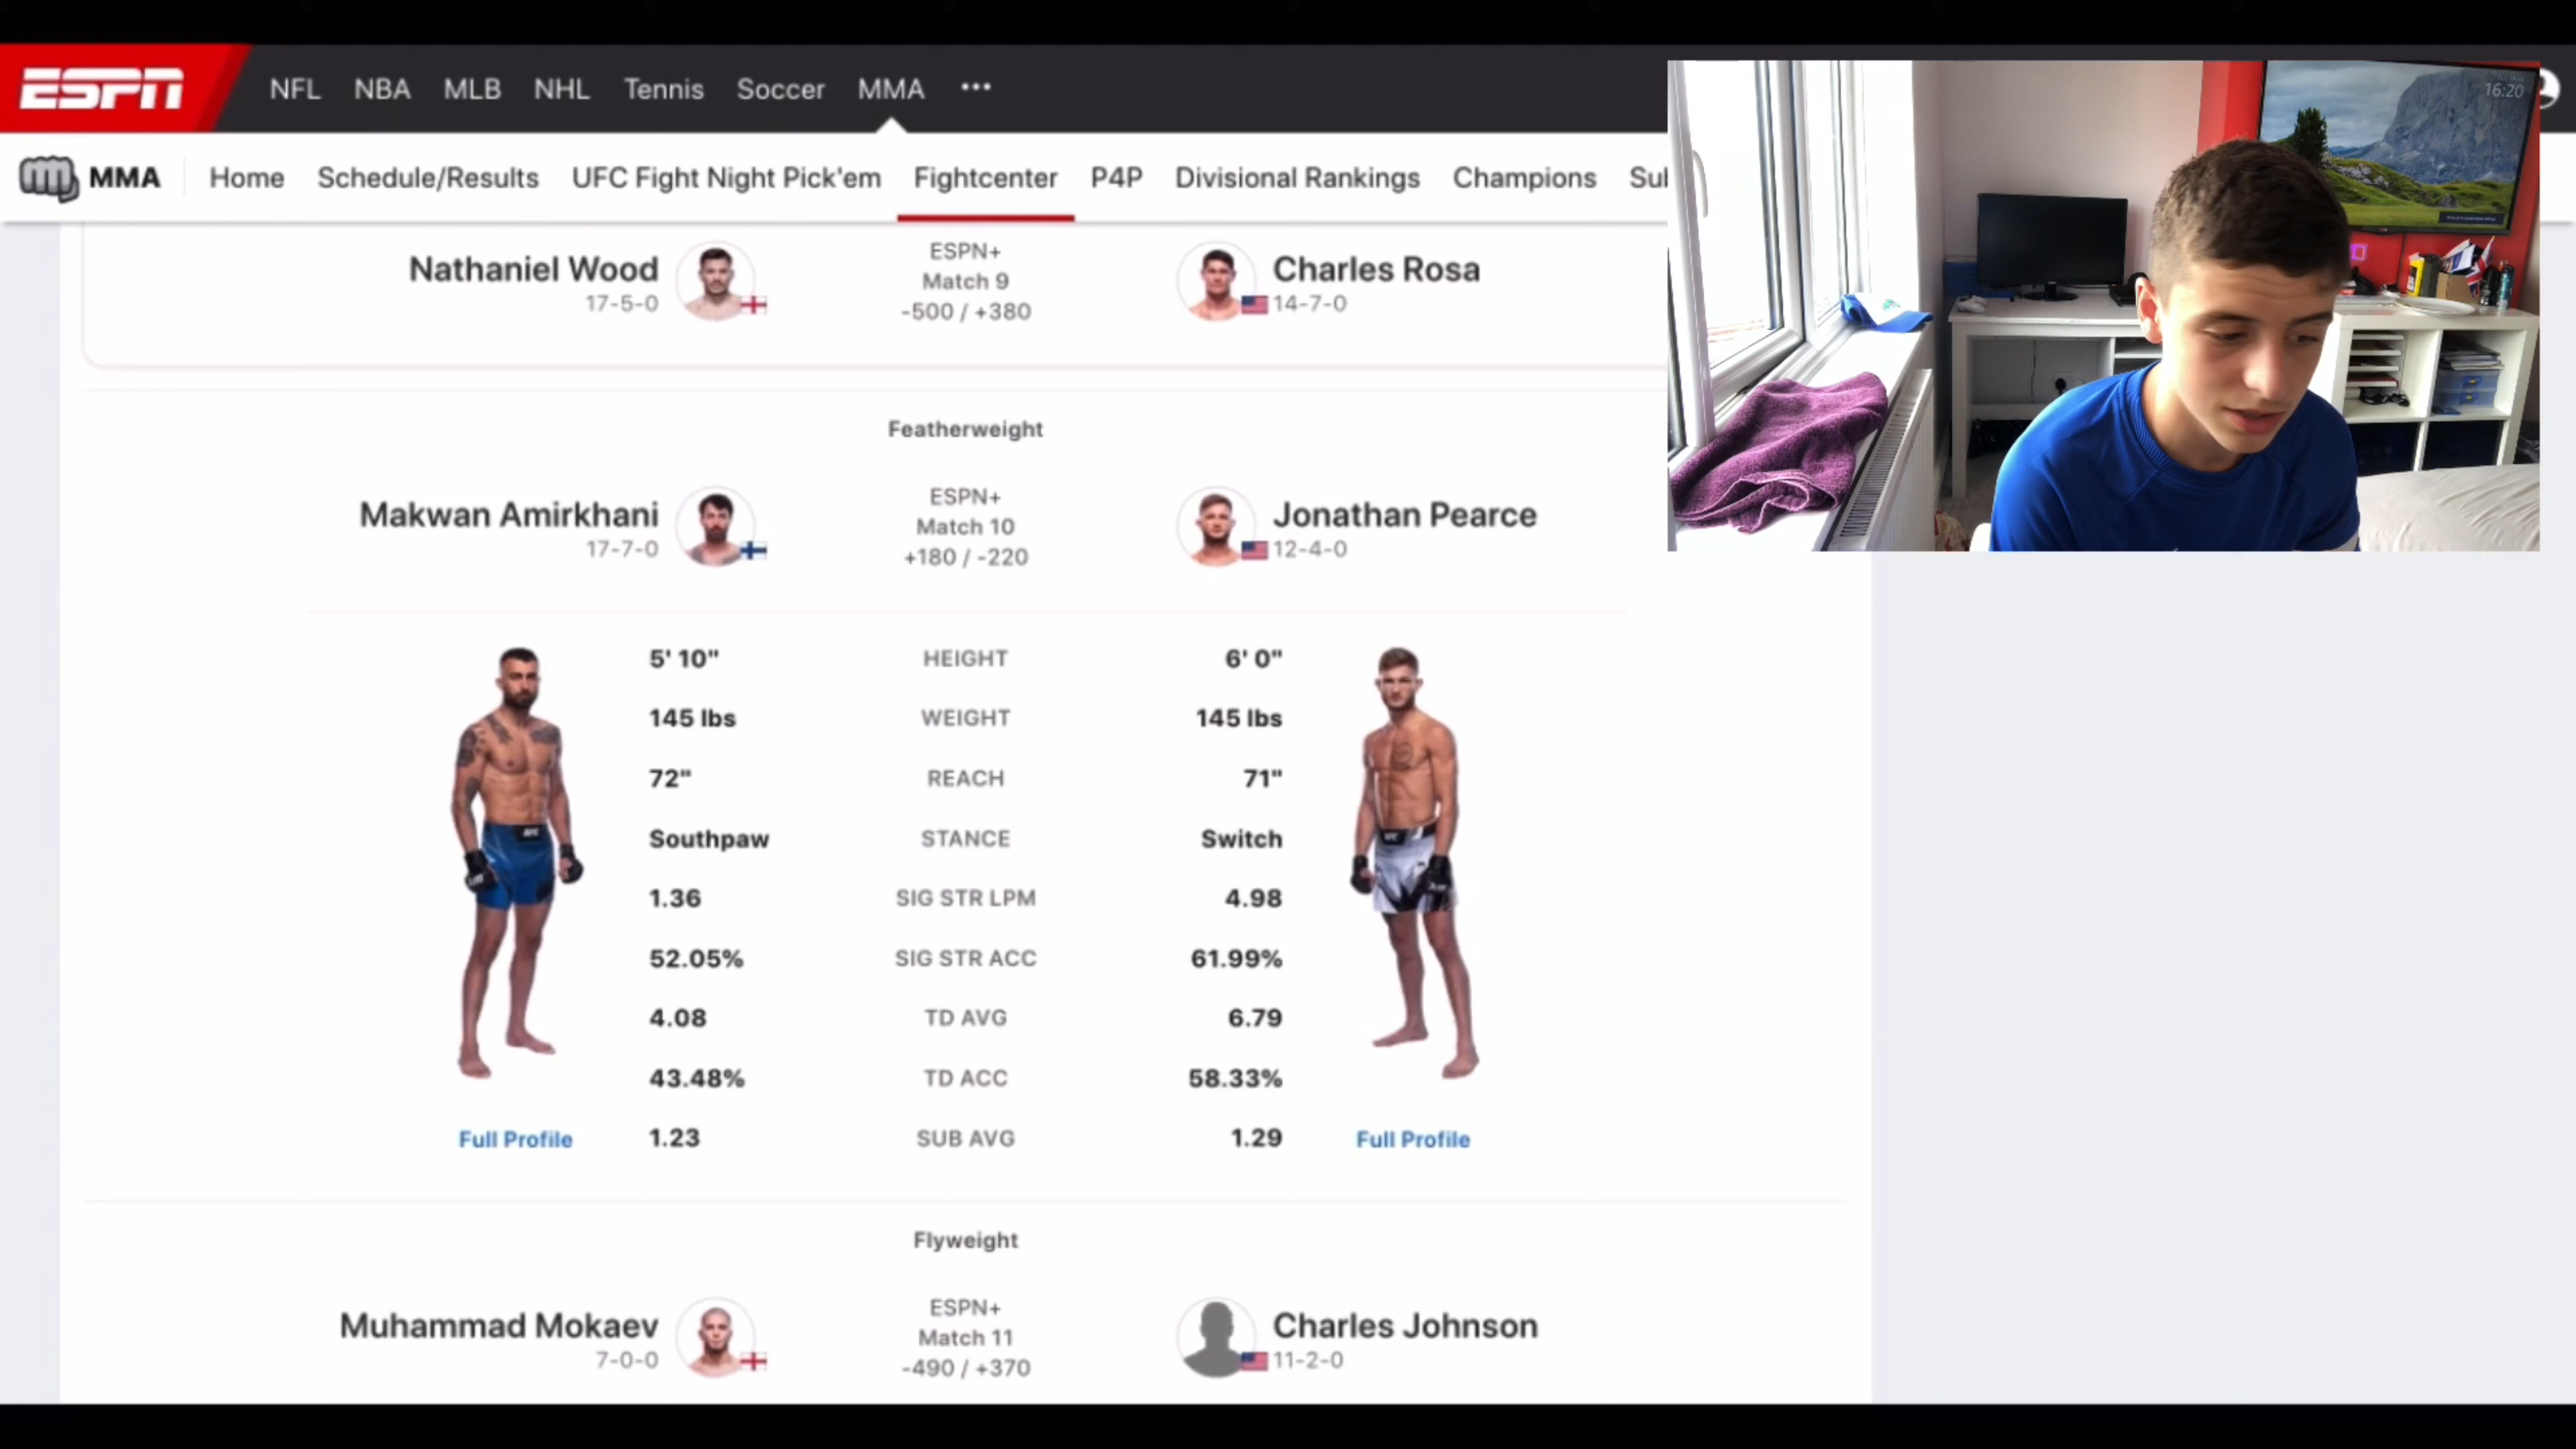 ESPN NFL NBA MLB NHL Tennis Soccer MMA •••
16:20
MMA Home Schedule/Results UFC Fight Night Pick'em Fightcenter P4P Divisional Rankings Champions Sul
Nathaniel Wood
17-5-0
ESPN+
Match 9
-500 / +380
Charles Rosa
14-7-0
Featherweight
Makwan Amirkhani
17-7-0
ESPN+
Match 10
+180 / -220
Jonathan Pearce
12-4-0
5' 10" HEIGHT 6' 0"
145 lbs WEIGHT 145 lbs
72" REACH 71"
Southpaw STANCE Switch
1.36 SIG STR LPM 4.98
52.05% SIG STR ACC 61.99%
4.08 TD AVG 6.79
43.48% TD ACC 58.33%
Full Profile 1.23 SUB AVG 1.29 Full Profile
Flyweight
Muhammad Mokaev
7-0-0
ESPN+
Match 11
-490 / +370
Charles Johnson
11-2-0